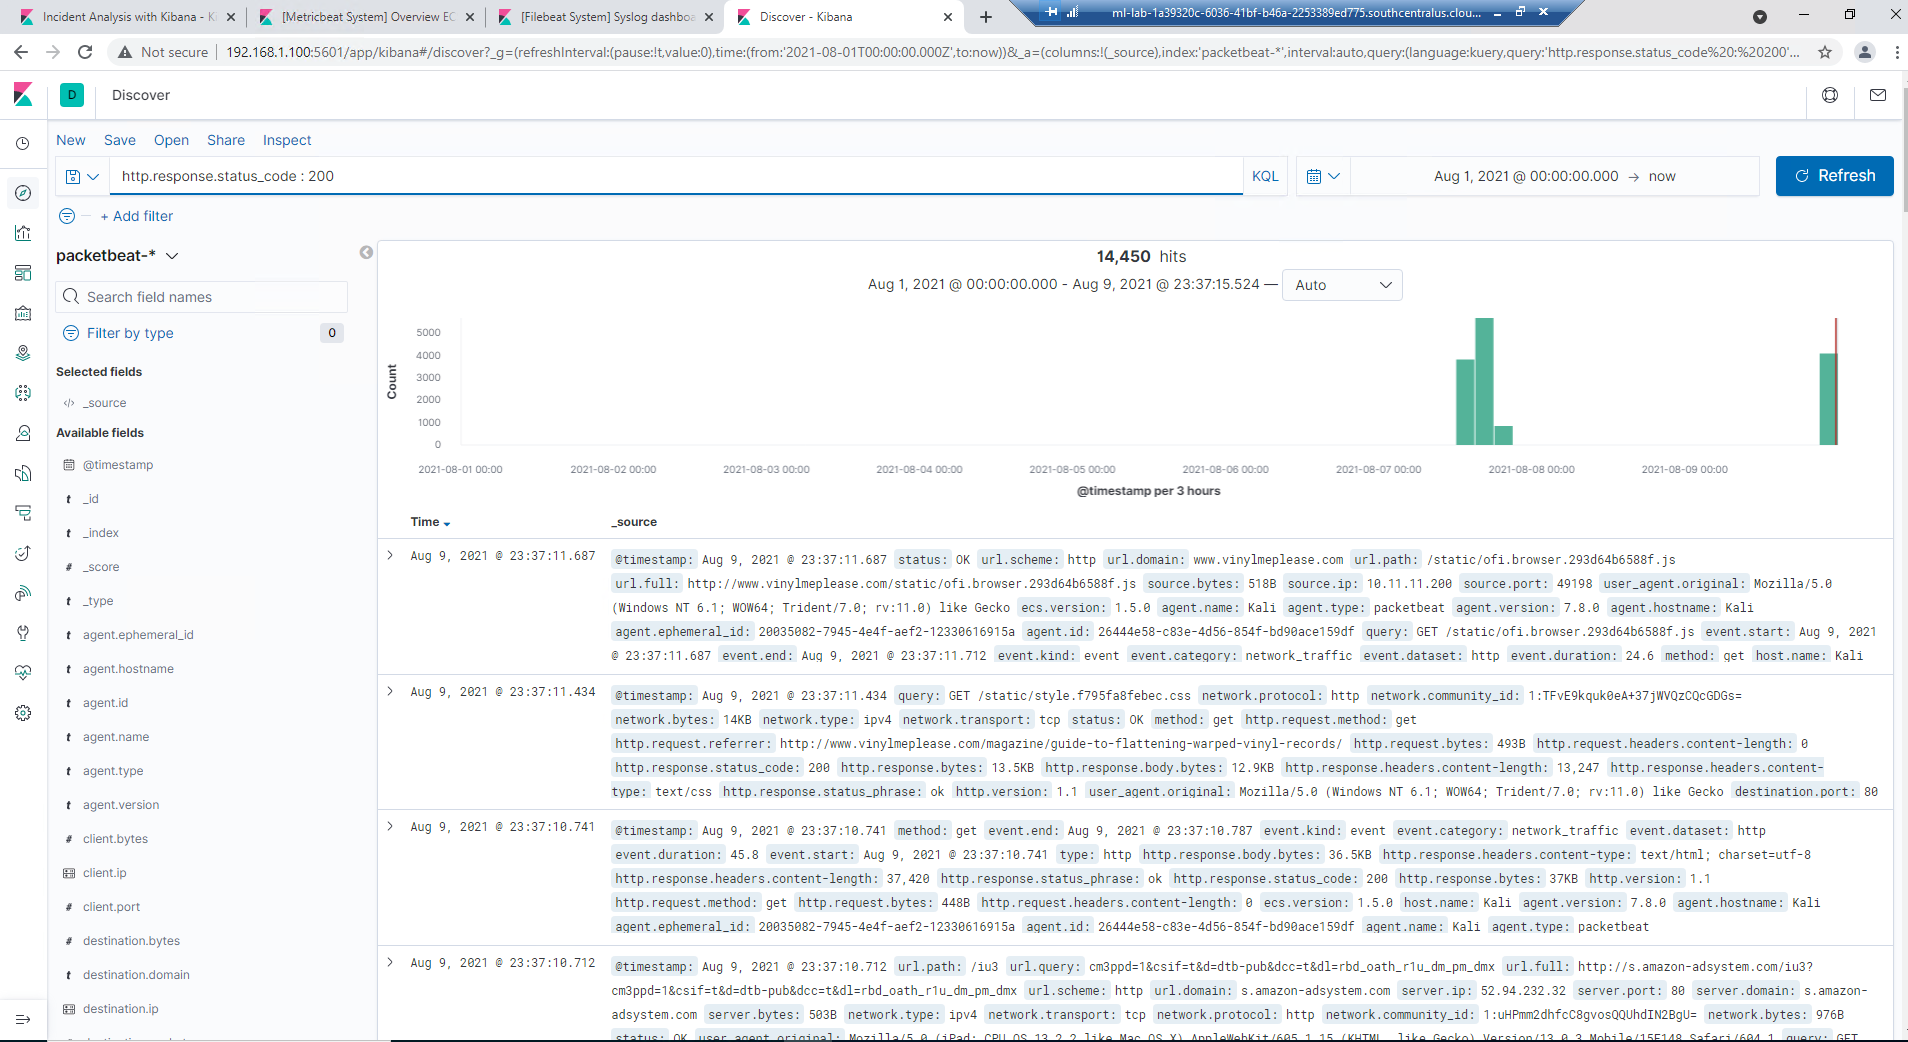 Incident Analysis with Kibana - K
[Metricbeat System] Overview EC
[Filebeat System] Syslog dashboa
Discover - Kibana
ml-lab-1a39320c-6036-41bf-b46a-2253389ed775.southcentralus.clou...
Not secure
192.168.1.100:5601/app/kibana#/discover?_g=(refreshInterval:(pause:!t,value:0),time:(from:'2021-08-01T00:00:00.000Z',to:now))&_a=(columns:!(_source),index:'packetbeat-*',interval:auto,query:(language:kuery,query:'http.response.status_code%20:%20200'...
D
Discover
New Save Open Share Inspect
http.response.status_code : 200
KQL
Aug 1, 2021 @ 00:00:00.000 → now
Refresh
+ Add filter
packetbeat-*
Search field names
Filter by type 0
Selected fields
_source
Available fields
@timestamp
t _id
t _index
# _score
t _type
t agent.ephemeral_id
t agent.hostname
t agent.id
t agent.name
t agent.type
t agent.version
# client.bytes
client.ip
# client.port
# destination.bytes
t destination.domain
destination.ip
14,450 hits
Aug 1, 2021 @ 00:00:00.000 - Aug 9, 2021 @ 23:37:15.524 — Auto
Count
5000
4000
3000
2000
1000
0
2021-08-01 00:00 2021-08-02 00:00 2021-08-03 00:00 2021-08-04 00:00 2021-08-05 00:00 2021-08-06 00:00 2021-08-07 00:00 2021-08-08 00:00 2021-08-09 00:00
@timestamp per 3 hours
Time _source
Aug 9, 2021 @ 23:37:11.687 @timestamp: Aug 9, 2021 @ 23:37:11.687 status: OK url.scheme: http url.domain: www.vinylmeplease.com url.path: /static/ofi.browser.293d64b6588f.js
url.full: http://www.vinylmeplease.com/static/ofi.browser.293d64b6588f.js source.bytes: 518B source.ip: 10.11.11.200 source.port: 49198 user_agent.original: Mozilla/5.0
(Windows NT 6.1; WOW64; Trident/7.0; rv:11.0) like Gecko ecs.version: 1.5.0 agent.name: Kali agent.type: packetbeat agent.version: 7.8.0 agent.hostname: Kali
agent.ephemeral_id: 20035082-7945-4e4f-aef2-12330616915a agent.id: 26444e58-c83e-4d56-854f-bd90ace159df query: GET /static/ofi.browser.293d64b6588f.js event.start: Aug 9, 2021
@ 23:37:11.687 event.end: Aug 9, 2021 @ 23:37:11.712 event.kind: event event.category: network_traffic event.dataset: http event.duration: 24.6 method: get host.name: Kali
Aug 9, 2021 @ 23:37:11.434 @timestamp: Aug 9, 2021 @ 23:37:11.434 query: GET /static/style.f795fa8febec.css network.protocol: http network.community_id: 1:TFvE9kquk0eA+37jWVQzCQcGDGs=
network.bytes: 14KB network.type: ipv4 network.transport: tcp status: OK method: get http.request.method: get
http.request.referrer: http://www.vinylmeplease.com/magazine/guide-to-flattening-warped-vinyl-records/ http.request.bytes: 493B http.request.headers.content-length: 0
http.response.status_code: 200 http.response.bytes: 13.5KB http.response.body.bytes: 12.9KB http.response.headers.content-length: 13,247 http.response.headers.content-
type: text/css http.response.status_phrase: ok http.version: 1.1 user_agent.original: Mozilla/5.0 (Windows NT 6.1; WOW64; Trident/7.0; rv:11.0) like Gecko destination.port: 80
Aug 9, 2021 @ 23:37:10.741 @timestamp: Aug 9, 2021 @ 23:37:10.741 method: get event.end: Aug 9, 2021 @ 23:37:10.787 event.kind: event event.category: network_traffic event.dataset: http
event.duration: 45.8 event.start: Aug 9, 2021 @ 23:37:10.741 type: http http.response.body.bytes: 36.5KB http.response.headers.content-type: text/html; charset=utf-8
http.response.headers.content-length: 37,420 http.response.status_phrase: ok http.response.status_code: 200 http.response.bytes: 37KB http.version: 1.1
http.request.method: get http.request.bytes: 448B http.request.headers.content-length: 0 ecs.version: 1.5.0 host.name: Kali agent.version: 7.8.0 agent.hostname: Kali
agent.ephemeral_id: 20035082-7945-4e4f-aef2-12330616915a agent.id: 26444e58-c83e-4d56-854f-bd90ace159df agent.name: Kali agent.type: packetbeat
Aug 9, 2021 @ 23:37:10.712 @timestamp: Aug 9, 2021 @ 23:37:10.712 url.path: /iu3 url.query: cm3ppd=1&csif=t&d=dtb-pub&dcc=t&dl=rbd_oath_r1u_dm_pm_dmx url.full: http://s.amazon-adsystem.com/iu3?
cm3ppd=1&csif=t&d=dtb-pub&dcc=t&dl=rbd_oath_r1u_dm_pm_dmx url.scheme: http url.domain: s.amazon-adsystem.com server.ip: 52.94.232.32 server.port: 80 server.domain: s.amazon-
adsystem.com server.bytes: 503B network.type: ipv4 network.transport: tcp network.protocol: http network.community_id: 1:uHPmm2dhfcC8gvosQQUhdIN2BgU= network.bytes: 976B
status: OK user_agent.original: Mozilla/5.0 (iPad; CPU OS 13_2_2 like Mac OS X) AppleWebKit/605.1.15 (KHTML, like Gecko) Version/13.0.3 Mobile/15E148 Safari/604.1 query: GET